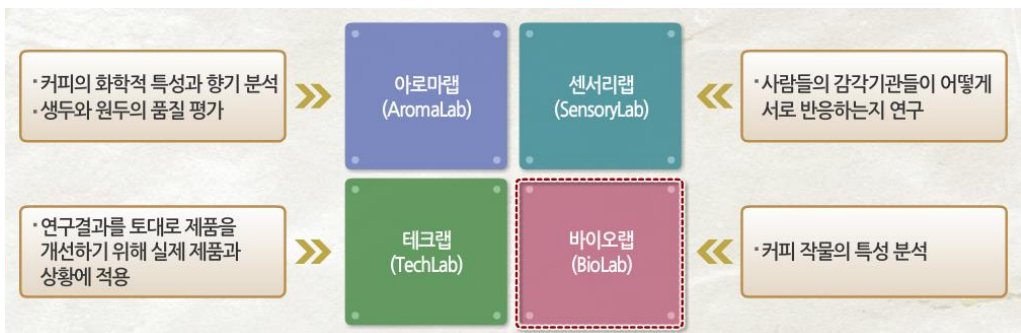 ·커피의 화학적 특성과 향기 분석
·생두와 원두의 품질 평가
아로마랩
(AromaLab)
센서리랩
(SensoryLab)
·사람들의 감각기관들이 어떻게
서로 반응하는지 연구
·연구결과를 토대로 제품을
개선하기 위해 실제 제품과
상황에 적용
테크랩
(TechLab)
바이오랩
(BioLab)
·커피 작물의 특성 분석